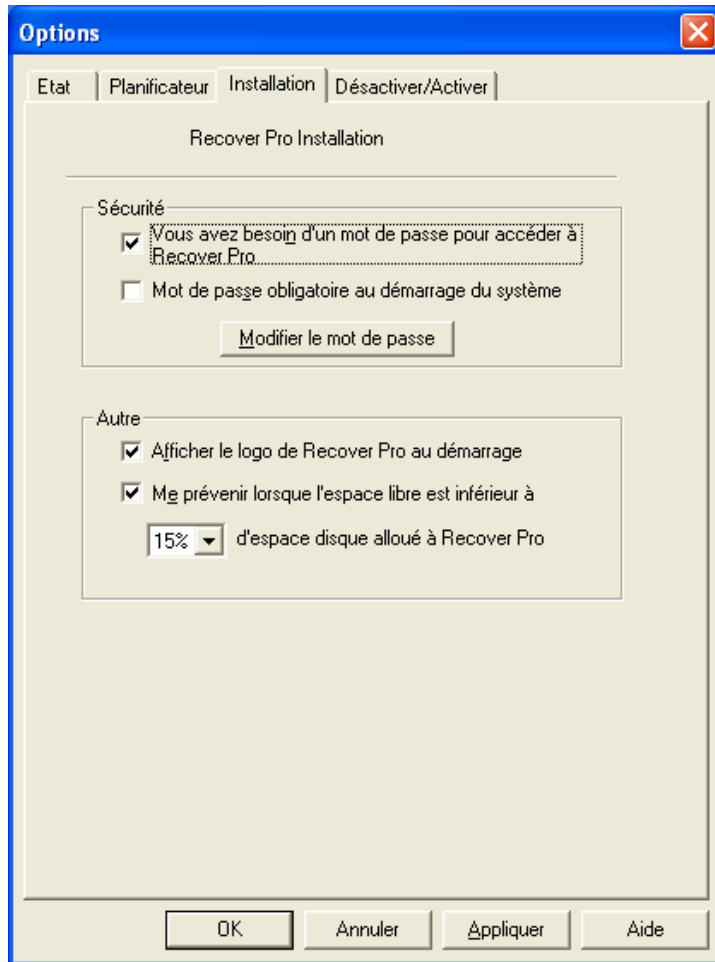 Options
Etat Planificateur Installation Désactiver/Activer
Recover Pro Installation
Sécurité
Vous avez besoin d'un mot de passe pour accéder à
Recover Pro
Mot de passe obligatoire au démarrage du système
Modifier le mot de passe
Autre
Afficher le logo de Recover Pro au démarrage
Me prévenir lorsque l'espace libre est inférieur à
15% d'espace disque alloué à Recover Pro
OK Annuler Appliquer Aide